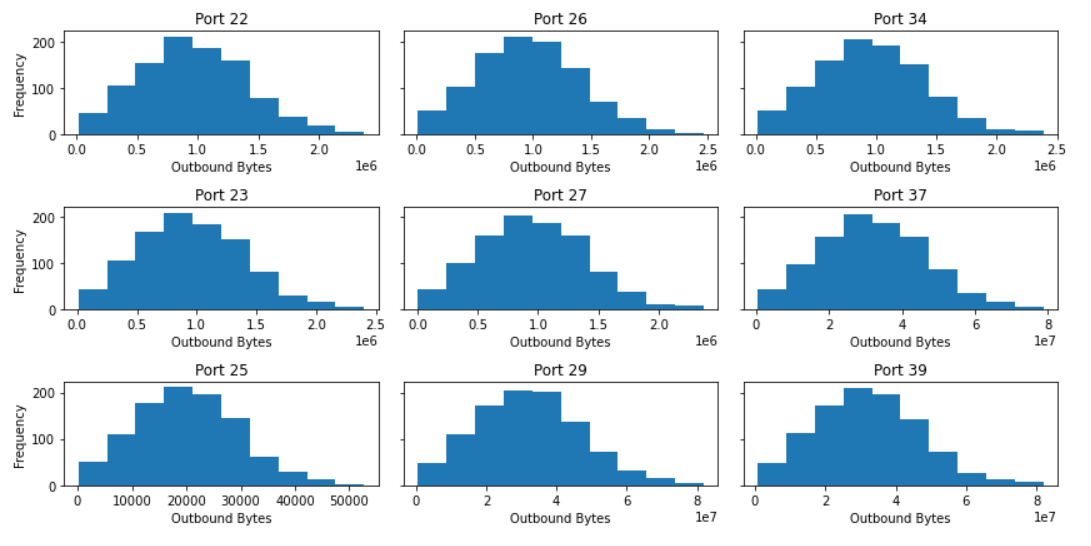 Port 22 Port 26 Port 34
Frequency
200
100
0
0.0 0.5 1.0 1.5 2.0 0.0 0.5 1.0 1.5 2.0 2.5 0.0 0.5 1.0 1.5 2.0 2.5
Outbound Bytes 1e6 Outbound Bytes 1e6 Outbound Bytes 1e6
Port 23 Port 27 Port 37
Frequency
200
100
0
0.0 0.5 1.0 1.5 2.0 2.5 0.0 0.5 1.0 1.5 2.0 0 2 4 6 8
Outbound Bytes 1e6 Outbound Bytes 1e6 Outbound Bytes 1e7
Port 25 Port 29 Port 39
Frequency
200
100
0
0 10000 20000 30000 40000 50000 0 2 4 6 8 0 2 4 6 8
Outbound Bytes Outbound Bytes 1e7 Outbound Bytes 1e7